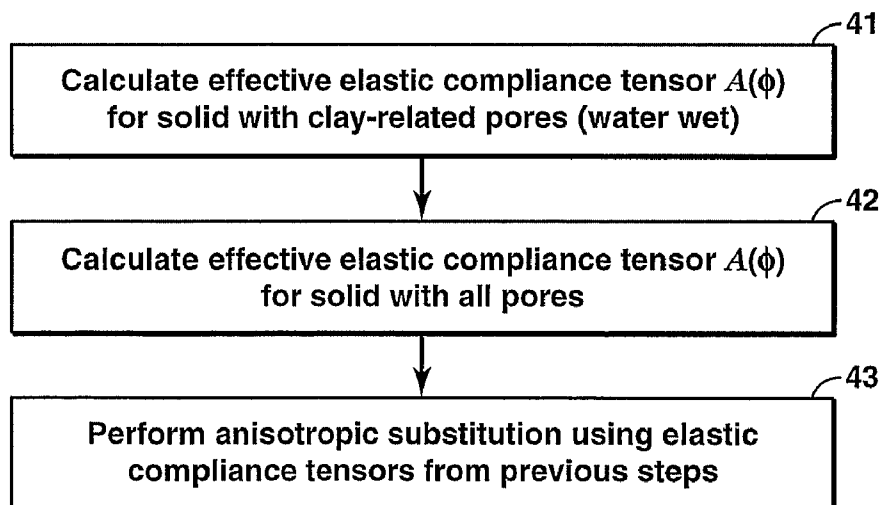 41
Calculate effective elastic compliance tensor A(ϕ)
for solid with clay-related pores (water wet)
42
Calculate effective elastic compliance tensor A(ϕ)
for solid with all pores
43
Perform anisotropic substitution using elastic
compliance tensors from previous steps